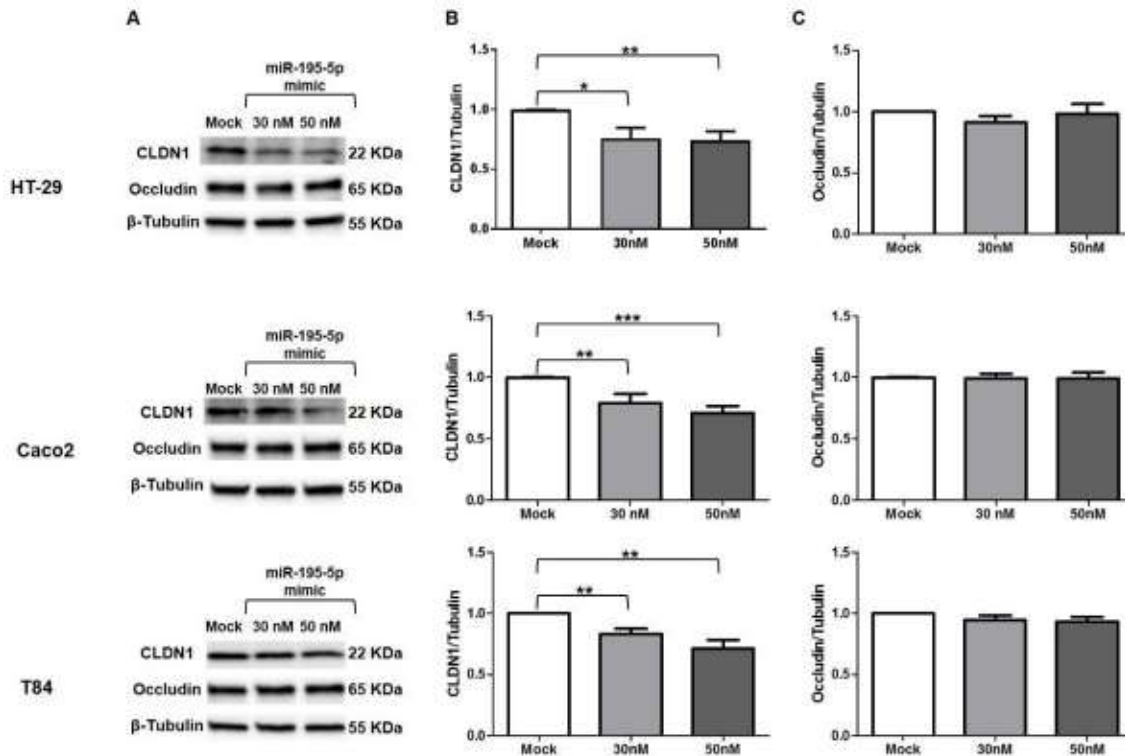 A
B
C
HT-29
miR-195-5p
mimic
Mock 30 nM 50 nM
CLDN1 22 KDa
Occludin 65 KDa
β-Tubulin 55 KDa
CLDN1/Tubulin
1.5
1.0
0.5
0.0
*
**
Mock 30nM 50nM
Occludin/Tubulin
1.5
1.0
0.5
0.0
Mock 30nM 50nM
Caco2
miR-195-5p
mimic
Mock 30 nM 50 nM
CLDN1 22 KDa
Occludin 65 KDa
β-Tubulin 55 KDa
CLDN1/Tubulin
1.5
1.0
0.5
0.0
***
**
Mock 30nM 50nM
Occludin/Tubulin
1.5
1.0
0.5
0.0
Mock 30 nM 50nM
T84
miR-195-5p
mimic
Mock 30 nM 50 nM
CLDN1 22 KDa
Occludin 65 KDa
β-Tubulin 55 KDa
CLDN1/Tubulin
1.5
1.0
0.5
0.0
**
**
Mock 30nM 50nM
Occludin/Tubulin
1.5
1.0
0.5
0.0
Mock 30nM 50nM